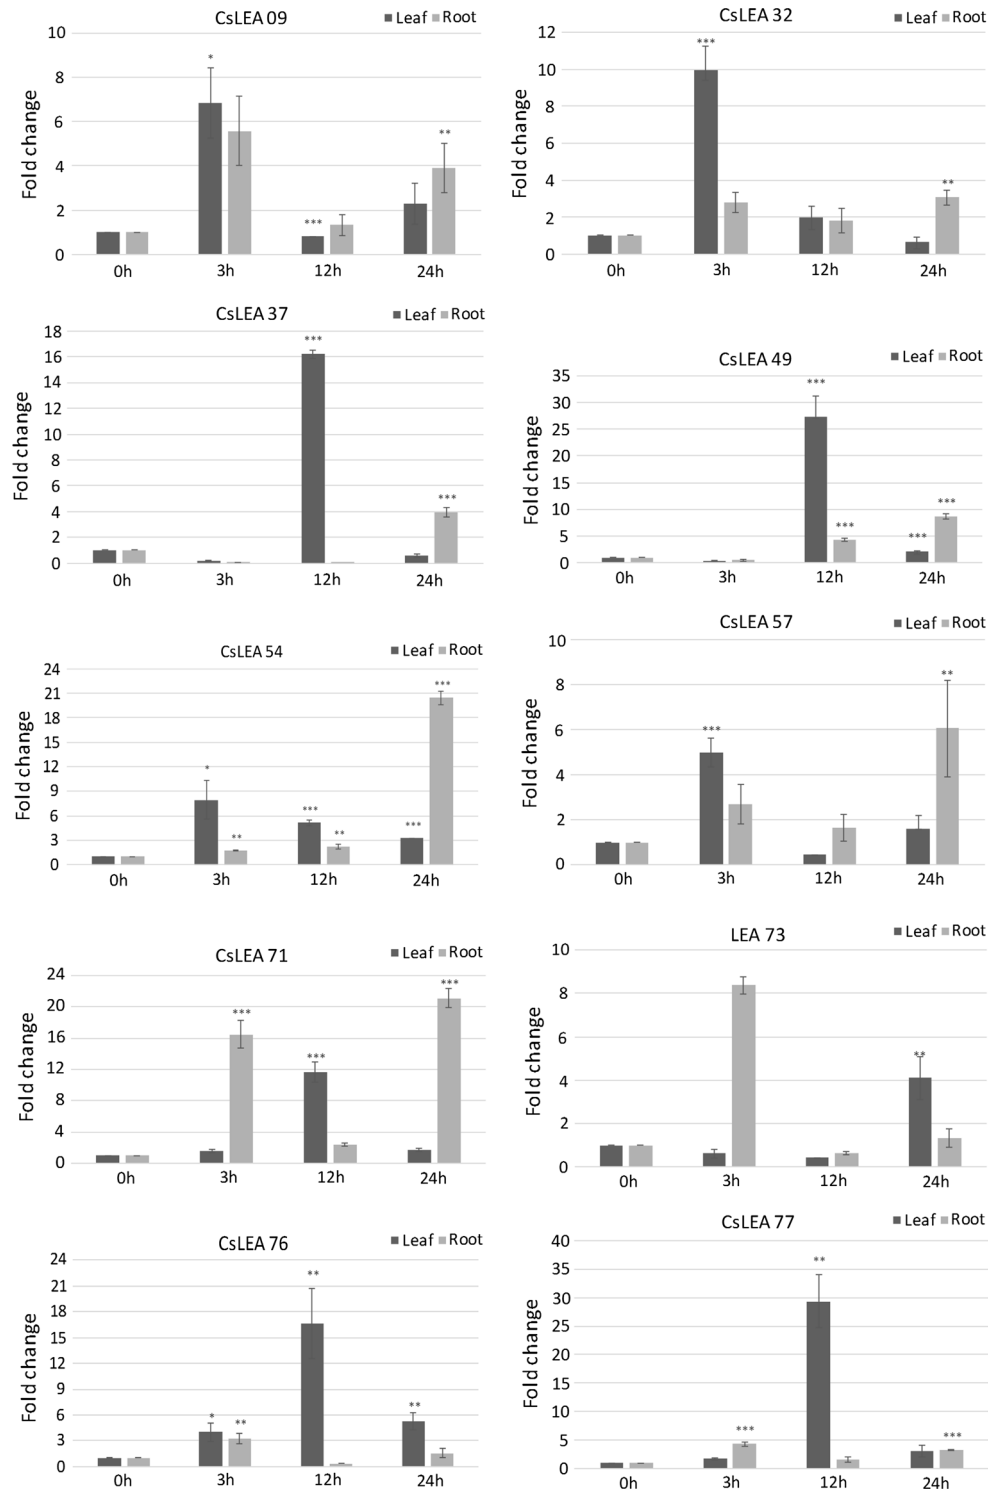 CsLEA 09
Leaf Root
Fold change
10
8
6
4
2
0
*
***
**
0h 3h 12h 24h
CsLEA 32
Leaf Root
Fold change
12
10
8
6
4
2
0
***
**
0h 3h 12h 24h
CsLEA 37
Leaf Root
Fold change
18
16
14
12
10
8
6
4
2
0
***
***
0h 3h 12h 24h
CsLEA 49
Leaf Root
Fold change
35
30
25
20
15
10
5
0
***
***
***
***
0h 3h 12h 24h
CsLEA 54
Leaf Root
Fold change
24
21
18
15
12
9
6
3
0
*
**
***
**
***
***
0h 3h 12h 24h
CsLEA 57
Leaf Root
Fold change
10
8
6
4
2
0
***
**
0h 3h 12h 24h
CsLEA 71
Leaf Root
Fold change
24
20
16
12
8
4
0
***
***
***
0h 3h 12h 24h
LEA 73
Leaf Root
Fold change
10
8
6
4
2
0
**
0h 3h 12h 24h
CsLEA 76
Leaf Root
Fold change
24
21
18
15
12
9
6
3
0
*
**
**
**
0h 3h 12h 24h
CsLEA 77
Leaf Root
Fold change
40
35
30
25
20
15
10
5
0
***
**
***
0h 3h 12h 24h